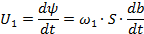 U₁ = dψ/dt = ω₁ · S · db/dt